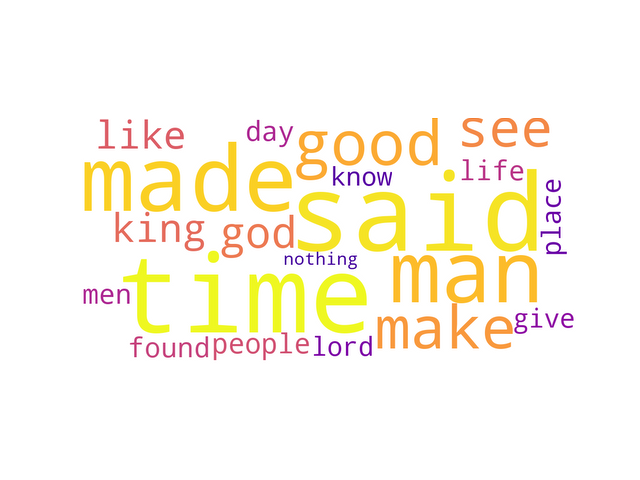 like
day
good
see
made
know
life
said
place
king
god
nothing
man
men
time
make
give
found
people
lord